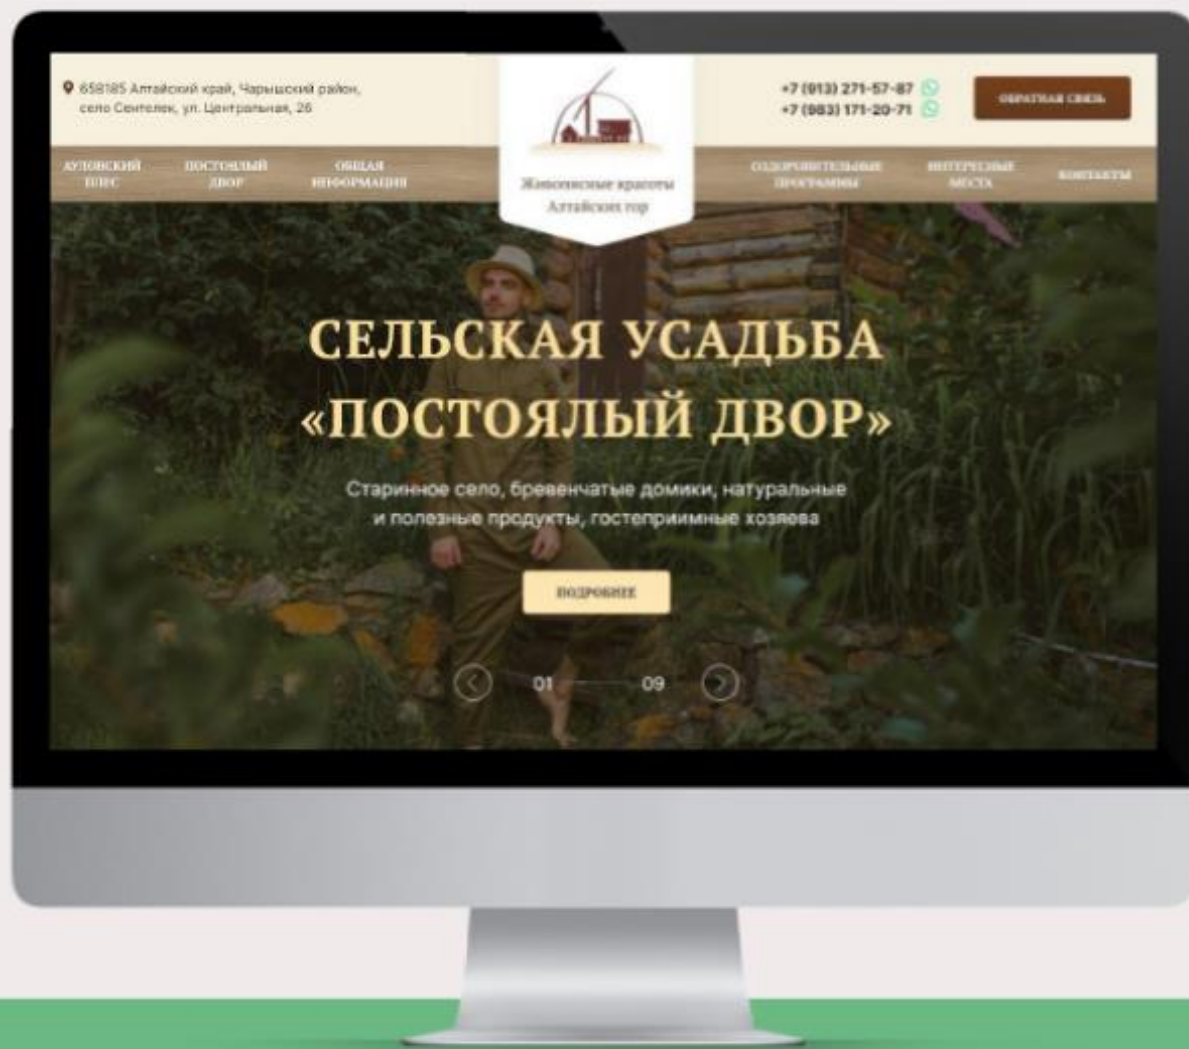 658185 Алтайский край, Чарышский район,
село Сентелек, ул. Центральная, 26
Живописные красоты
Алтайских гор
+7 (913) 271-57-87
+7 (983) 171-20-71
ОБРАТНАЯ СВЯЗЬ
АУЛОВСКИЙ
ПЛЕС
ПОСТОЯЛЫЙ
ДВОР
ОБЩАЯ
ИНФОРМАЦИЯ
ОЗДОРОВИТЕЛЬНЫЕ
ПРОГРАММЫ
ИНТЕРЕСНЫЕ
МЕСТА
КОНТАКТЫ
СЕЛЬСКАЯ УСАДЬБА
«ПОСТОЯЛЫЙ ДВОР»
Старинное село, бревенчатые домики, натуральные
и полезные продукты, гостеприимные хозяева
ПОДРОБНЕЕ
01 09